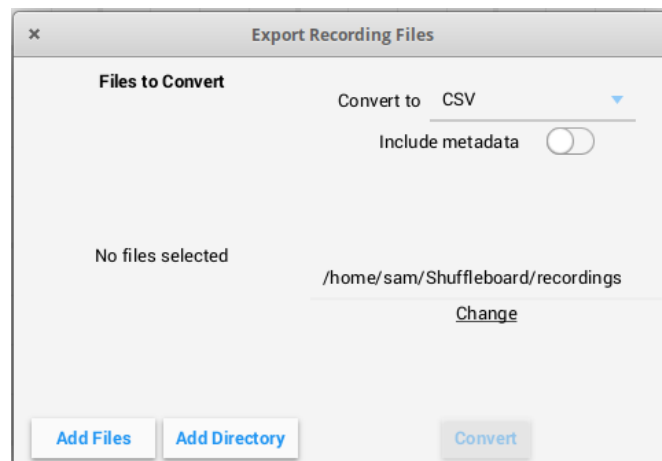 Export Recording Files
Files to Convert
Convert to CSV
Include metadata
No files selected
/home/sam/Shuffleboard/recordings
Change
Add Files Add Directory Convert